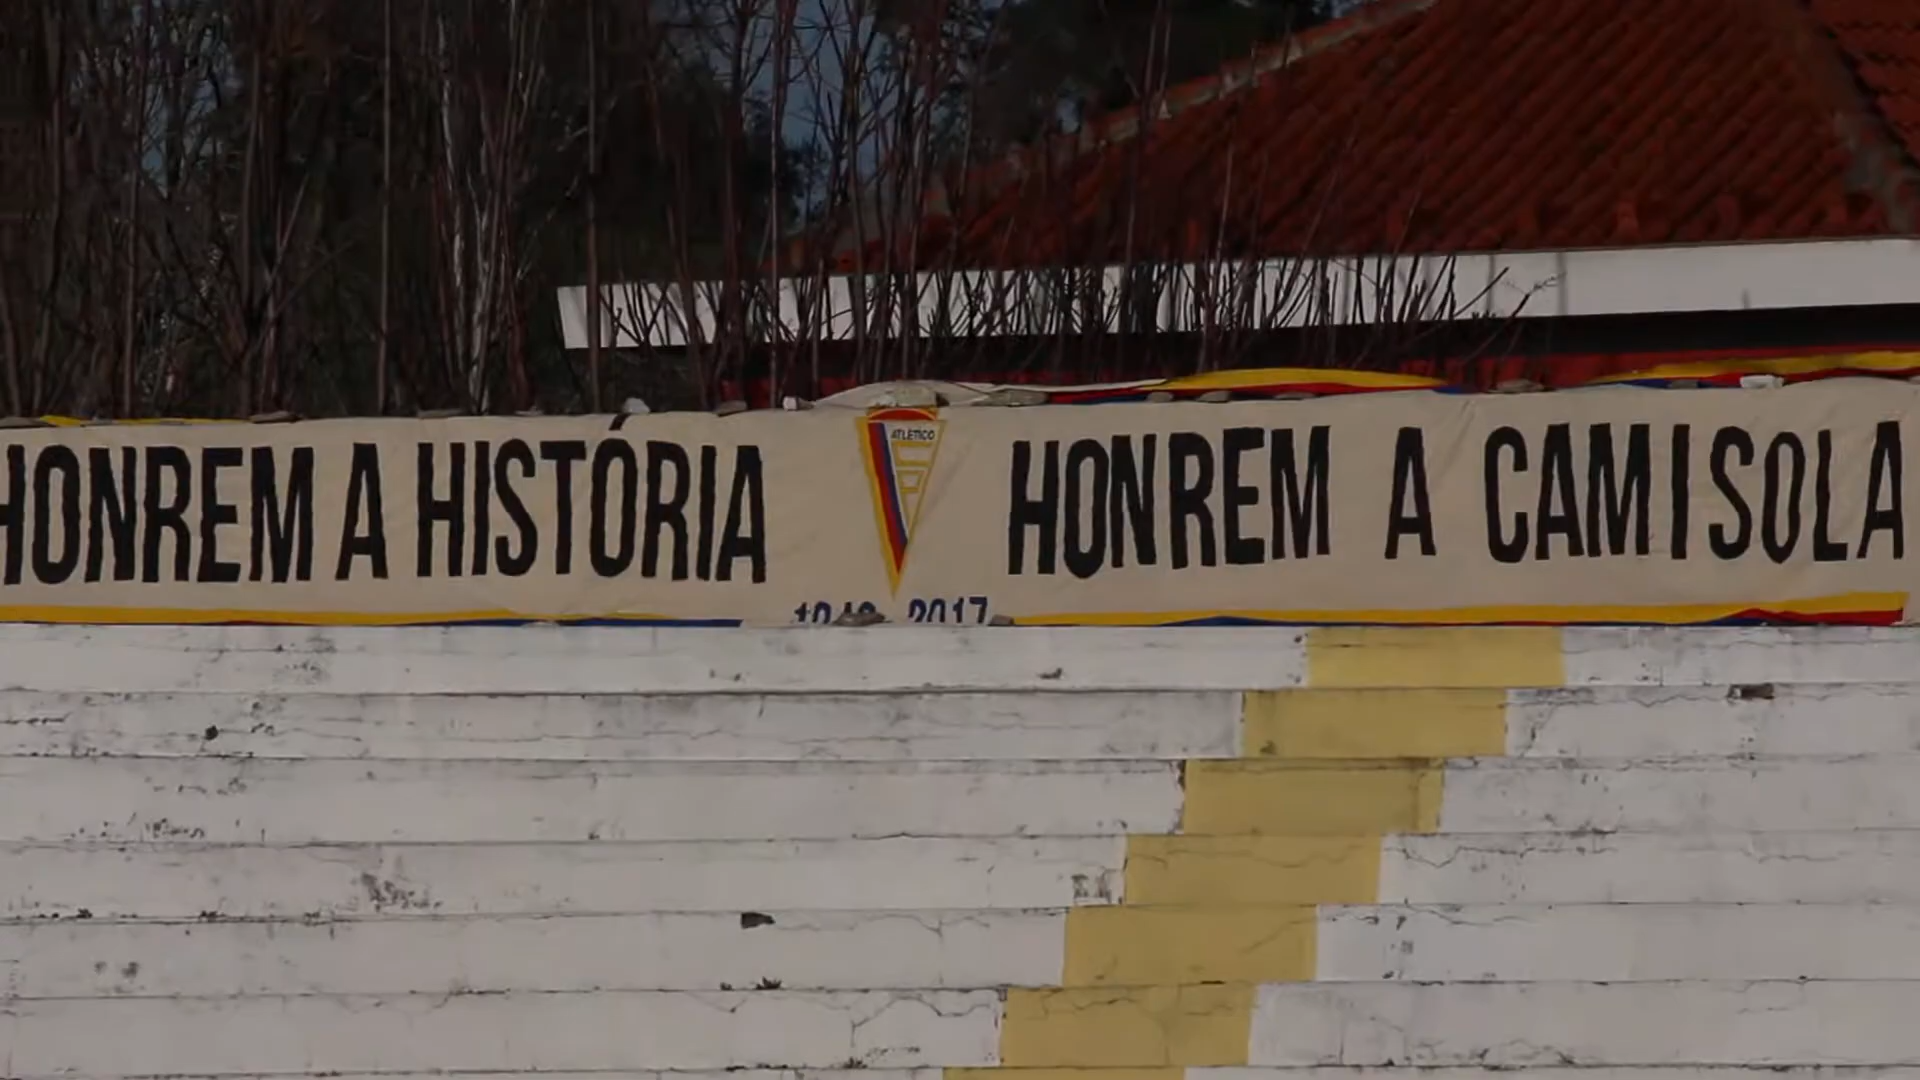 HONREM A HISTÓRIA
ATLÉTICO
HONREM A CAMISOLA
2017